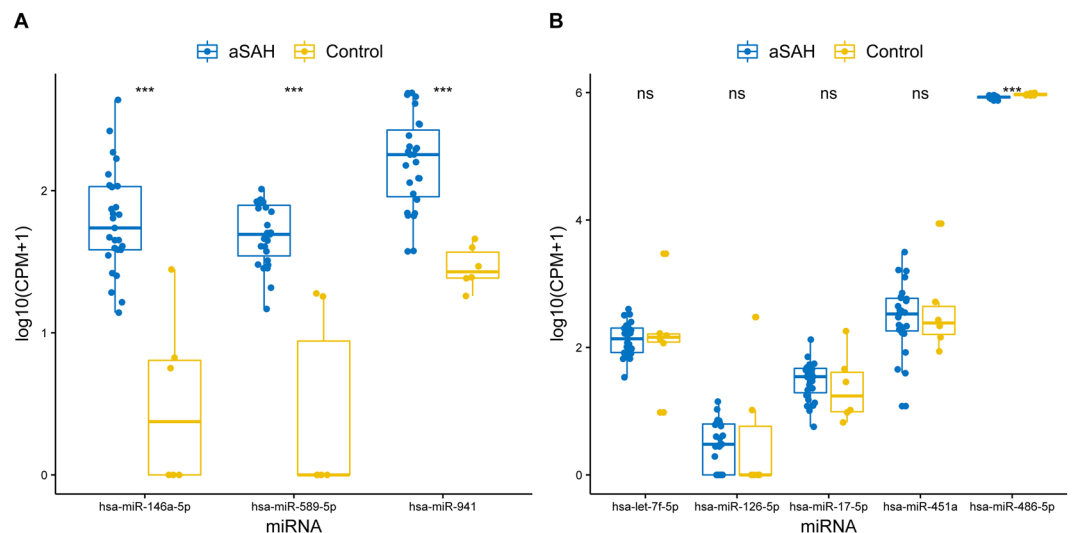 A
aSAH Control
*** *** ***
log10(CPM+1)
2
1
0
hsa-miR-146a-5p hsa-miR-589-5p hsa-miR-941
miRNA
B
aSAH Control
ns ns ns ns ***
log10(CPM+1)
6
4
2
0
hsa-let-7f-5p hsa-miR-126-5p hsa-miR-17-5p hsa-miR-451a hsa-miR-486-5p
miRNA